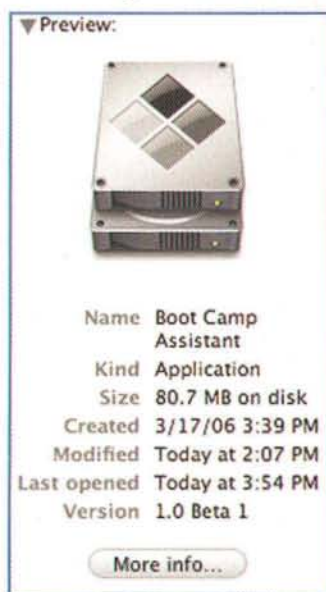 Preview:
Name Boot Camp
Assistant
Kind Application
Size 80.7 MB on disk
Created 3/17/06 3:39 PM
Modified Today at 2:07 PM
Last opened Today at 3:54 PM
Version 1.0 Beta 1
More info...